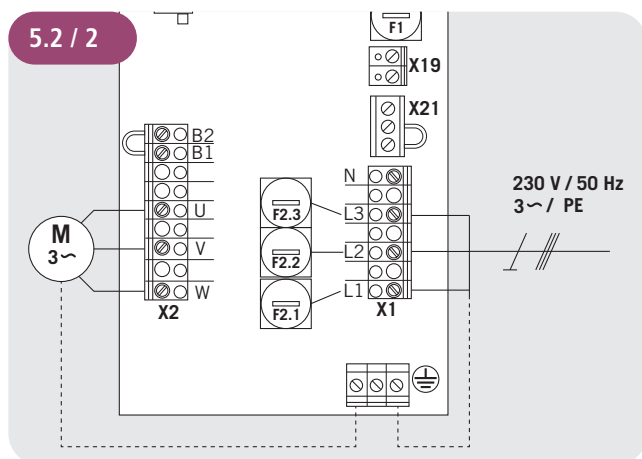 5.2 / 2
F1
X19
X21
B2
B1
U
V
W
X2
M
3~
F2.3
F2.2
F2.1
N
L3
L2
L1
X1
230 V / 50 Hz
3~ / PE